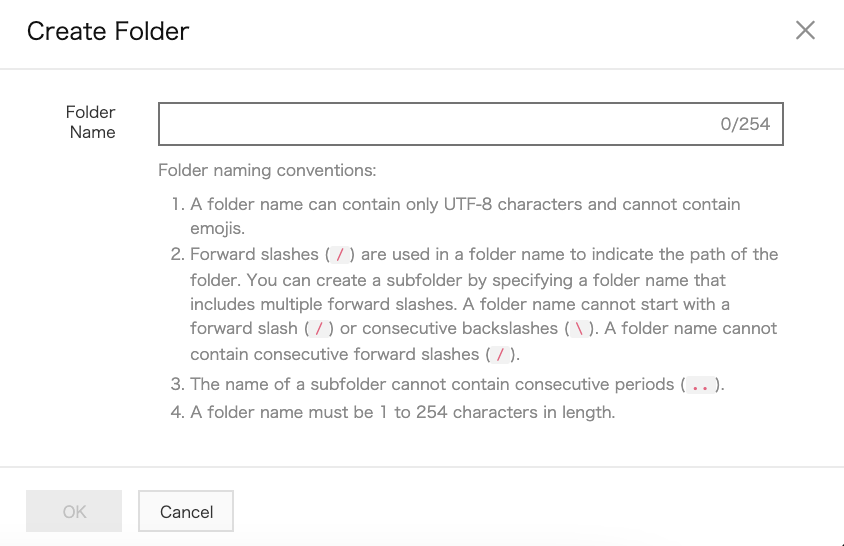 Create Folder
Folder
Name
0/254
Folder naming conventions:
1. A folder name can contain only UTF-8 characters and cannot contain
emojis.
2. Forward slashes ( / ) are used in a folder name to indicate the path of the
folder. You can create a subfolder by specifying a folder name that
includes multiple forward slashes. A folder name cannot start with a
forward slash ( / ) or consecutive backslashes ( \ ). A folder name cannot
contain consecutive forward slashes ( / ).
3. The name of a subfolder cannot contain consecutive periods ( .. ).
4. A folder name must be 1 to 254 characters in length.
OK
Cancel